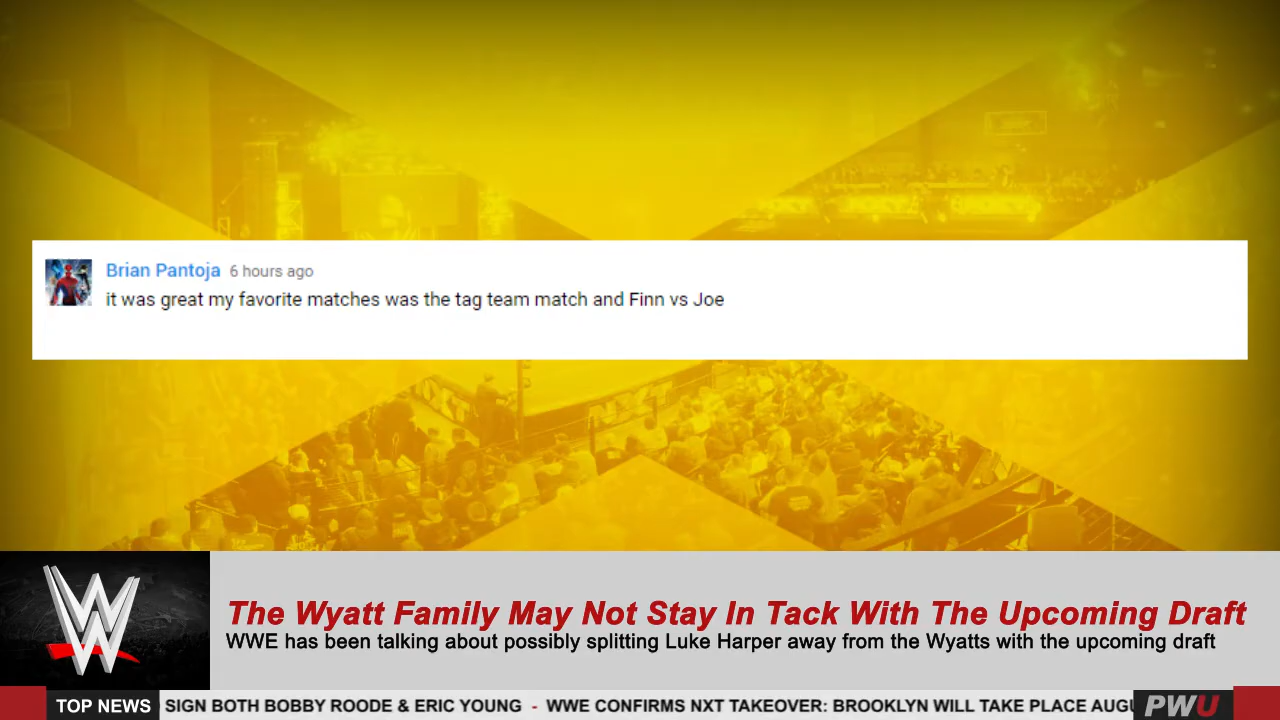 Brian Pantoja 6 hours ago
it was great my favorite matches was the tag team match and Finn vs Joe
The Wyatt Family May Not Stay In Tack With The Upcoming Draft
WWE has been talking about possibly splitting Luke Harper away from the Wyatts with the upcoming draft
TOP NEWS SIGN BOTH BOBBY ROODE & ERIC YOUNG - WWE CONFIRMS NXT TAKEOVER: BROOKLYN WILL TAKE PLACE AUGU PWU